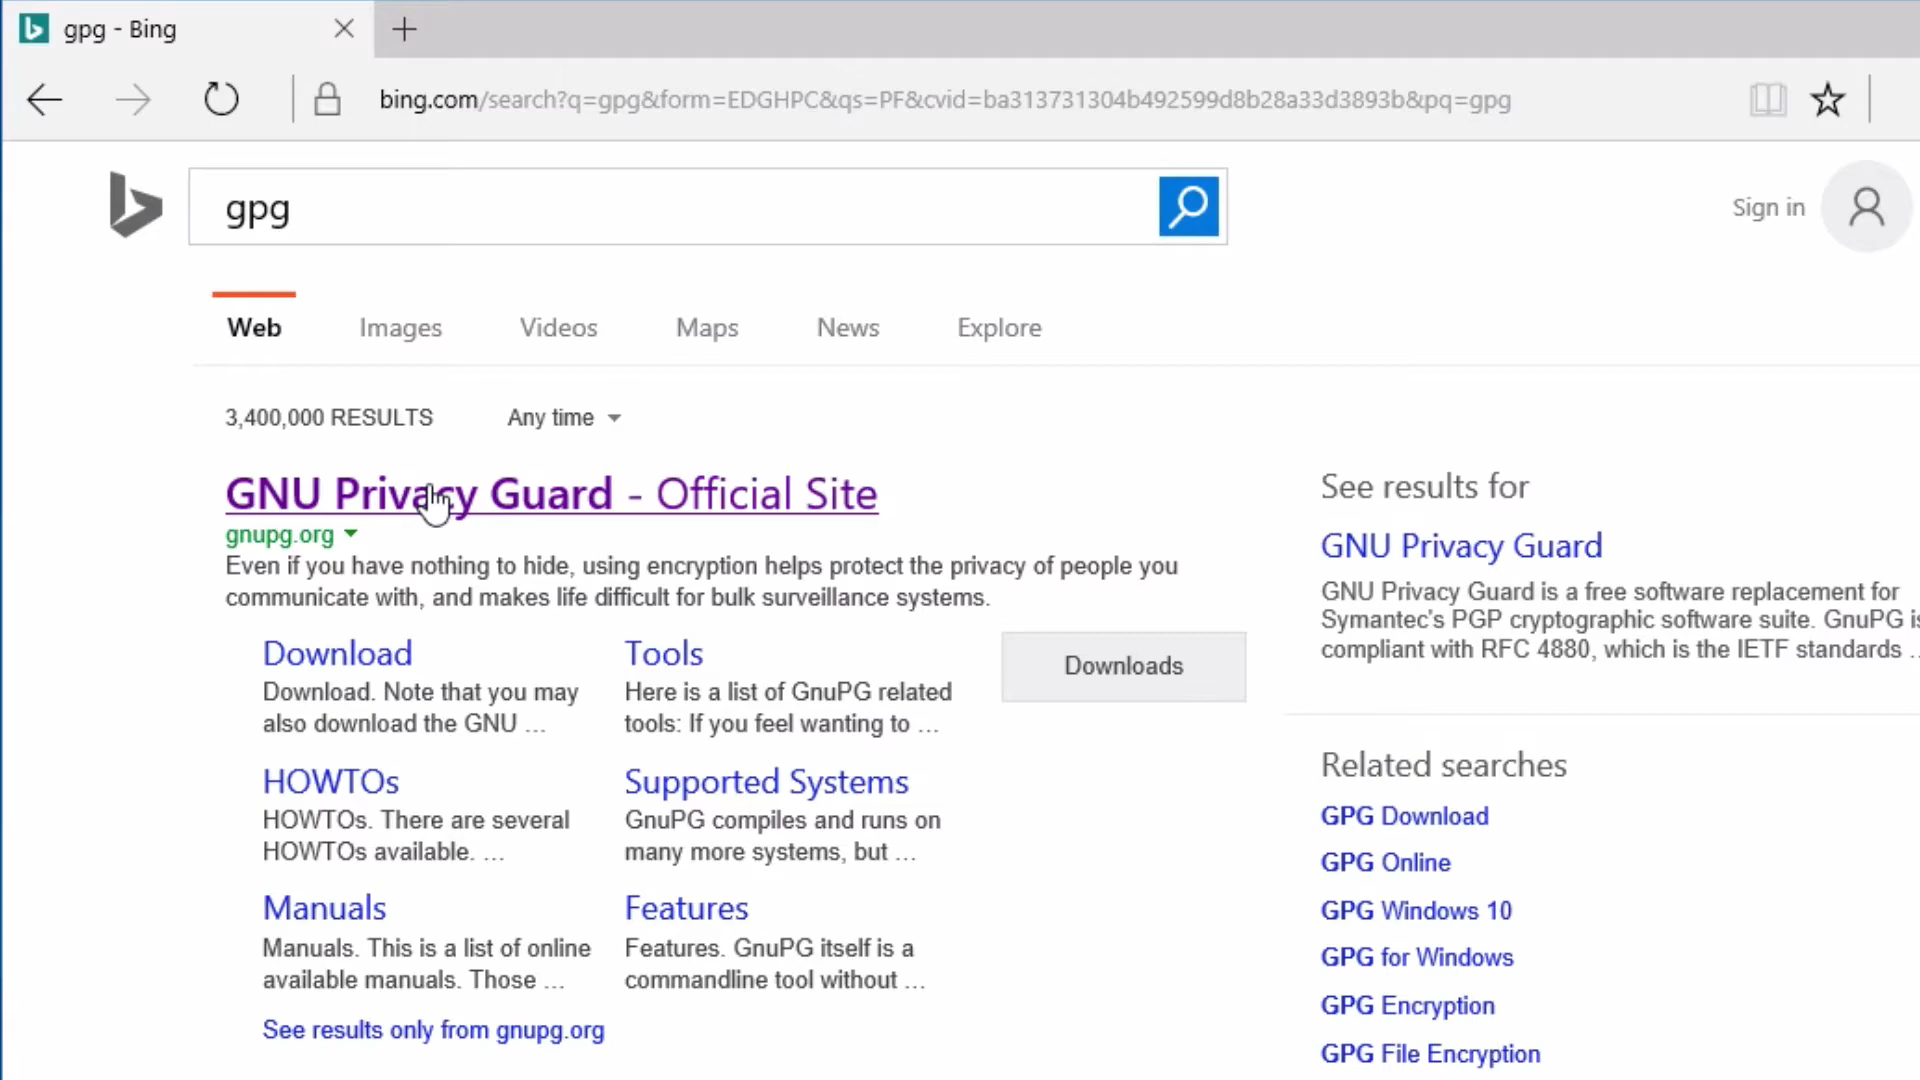 gpg - Bing
bing.com/search?q=gpg&form=EDGHPC&qs=PF&cvid=ba313731304b492599d8b28a33d3893b&pq=gpg
gpg
Sign in
Web Images Videos Maps News Explore
3,400,000 RESULTS Any time
GNU Privacy Guard - Official Site
gnupg.org
Even if you have nothing to hide, using encryption helps protect the privacy of people you
communicate with, and makes life difficult for bulk surveillance systems.
Download
Download. Note that you may
also download the GNU ...
Tools
Here is a list of GnuPG related
tools: If you feel wanting to ...
Downloads
HOWTOs
HOWTOs. There are several
HOWTOs available. ...
Supported Systems
GnuPG compiles and runs on
many more systems, but ...
Manuals
Manuals. This is a list of online
available manuals. Those ...
Features
Features. GnuPG itself is a
commandline tool without ...
See results only from gnupg.org
See results for
GNU Privacy Guard
GNU Privacy Guard is a free software replacement for
Symantec's PGP cryptographic software suite. GnuPG is
compliant with RFC 4880, which is the IETF standards ...
Related searches
GPG Download
GPG Online
GPG Windows 10
GPG for Windows
GPG Encryption
GPG File Encryption